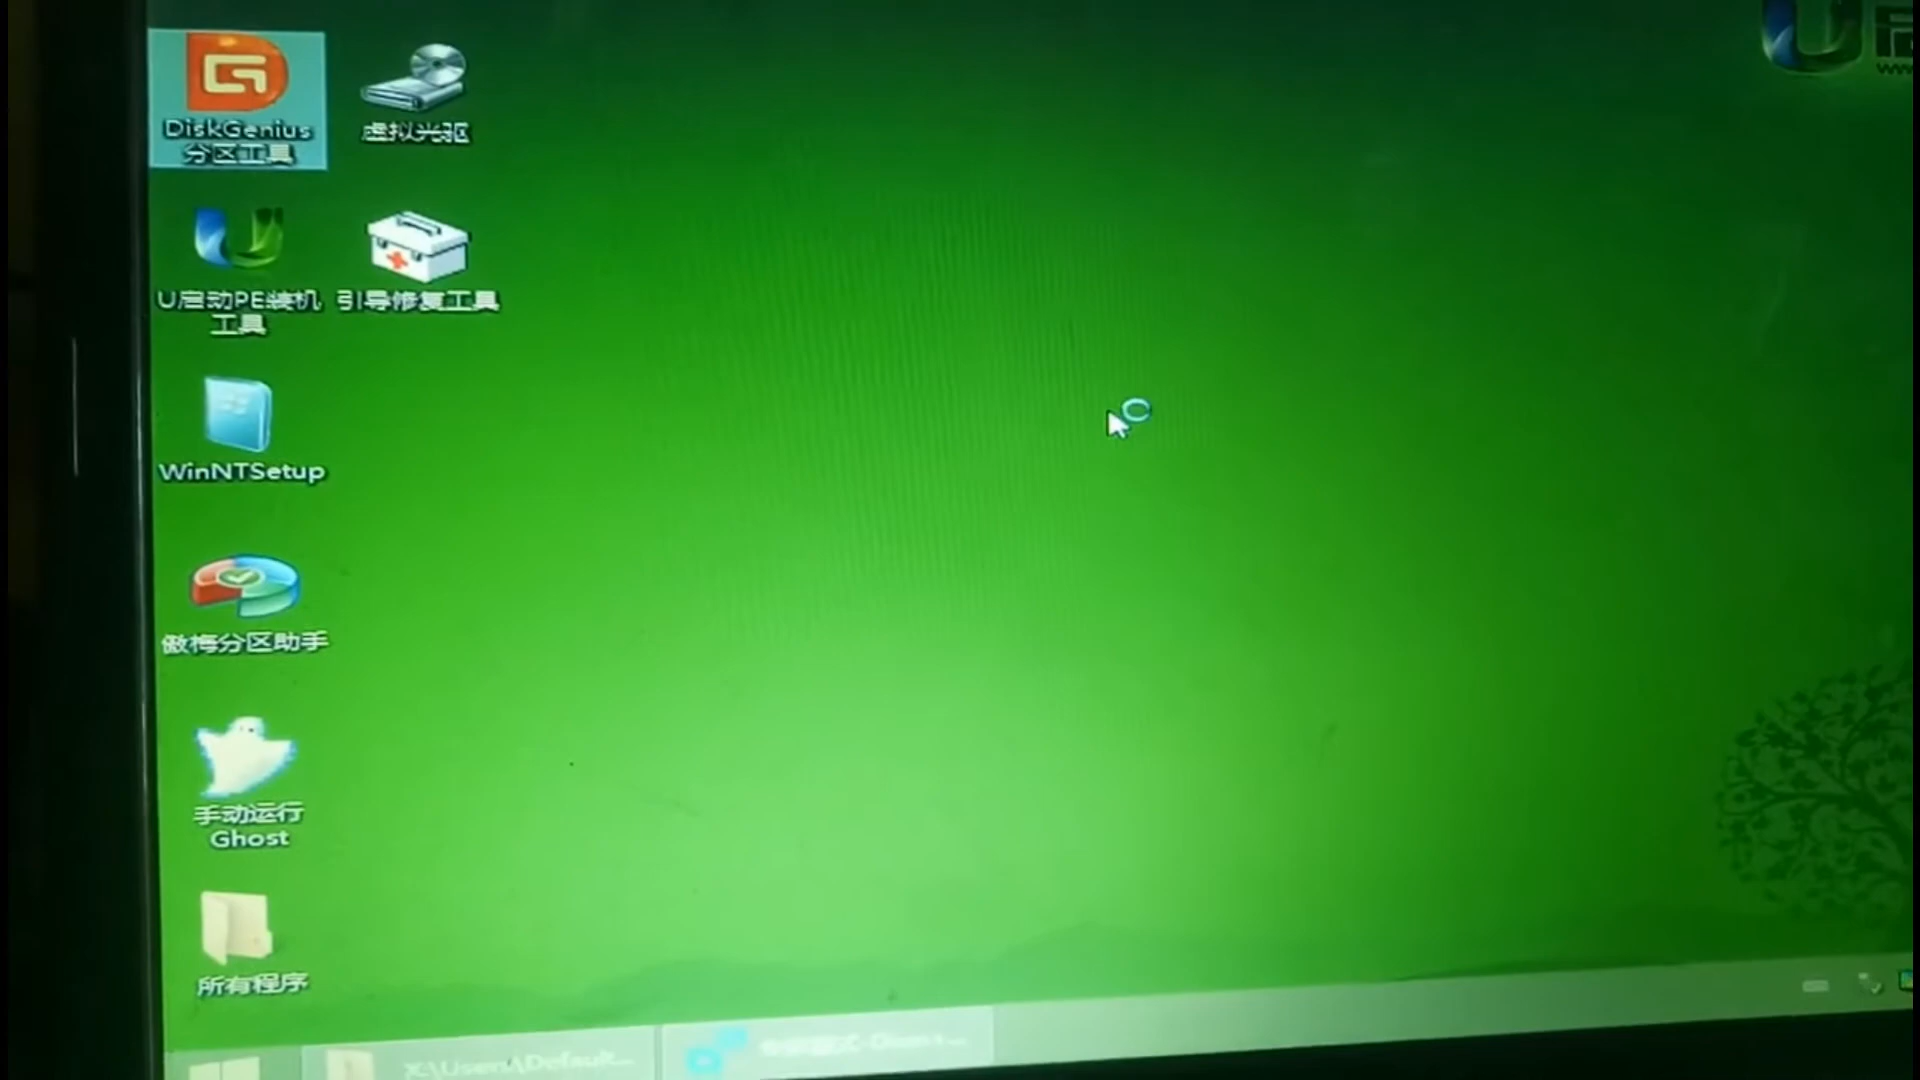 DiskGenius
分区工具
虚拟光驱
U启动PE装机
工具
引导修复工具
WinNTSetup
傲梅分区助手
手动运行
Ghost
所有程序
X:\Users\Default...